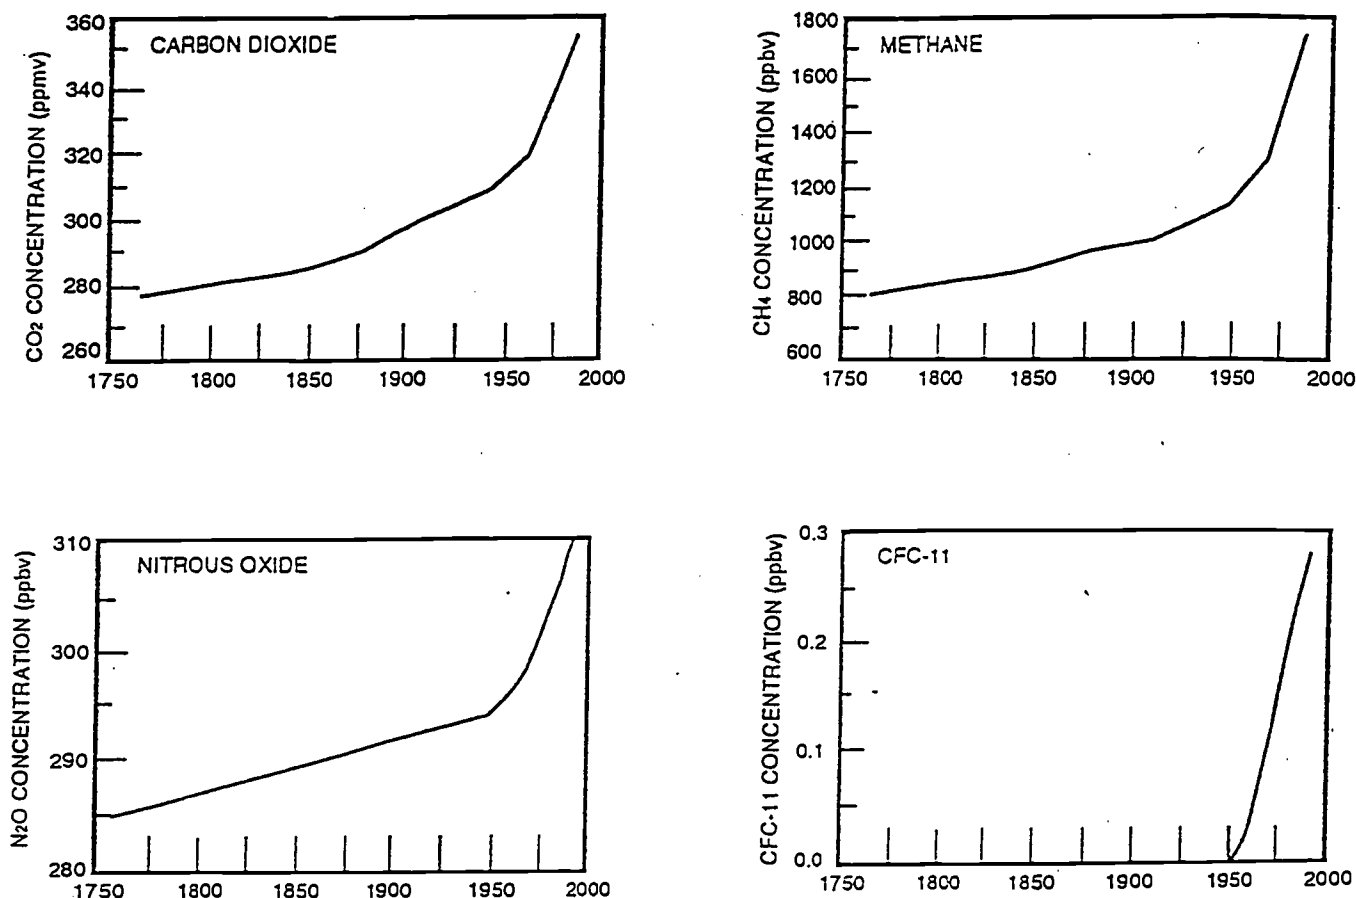 CARBON DIOXIDE
CO2 CONCENTRATION (ppmv)
360
340
320
300
280
260
1750 1800 1850 1900 1950 2000
METHANE
CH4 CONCENTRATION (ppbv)
1800
1600
1400
1200
1000
800
600
1750 1800 1850 1900 1950 2000
NITROUS OXIDE
N2O CONCENTRATION (ppbv)
310
300
290
280
1750 1800 1850 1900 1950 2000
CFC-11
CFC-11 CONCENTRATION (ppbv)
0.3
0.2
0.1
0.0
1750 1800 1850 1900 1950 2000